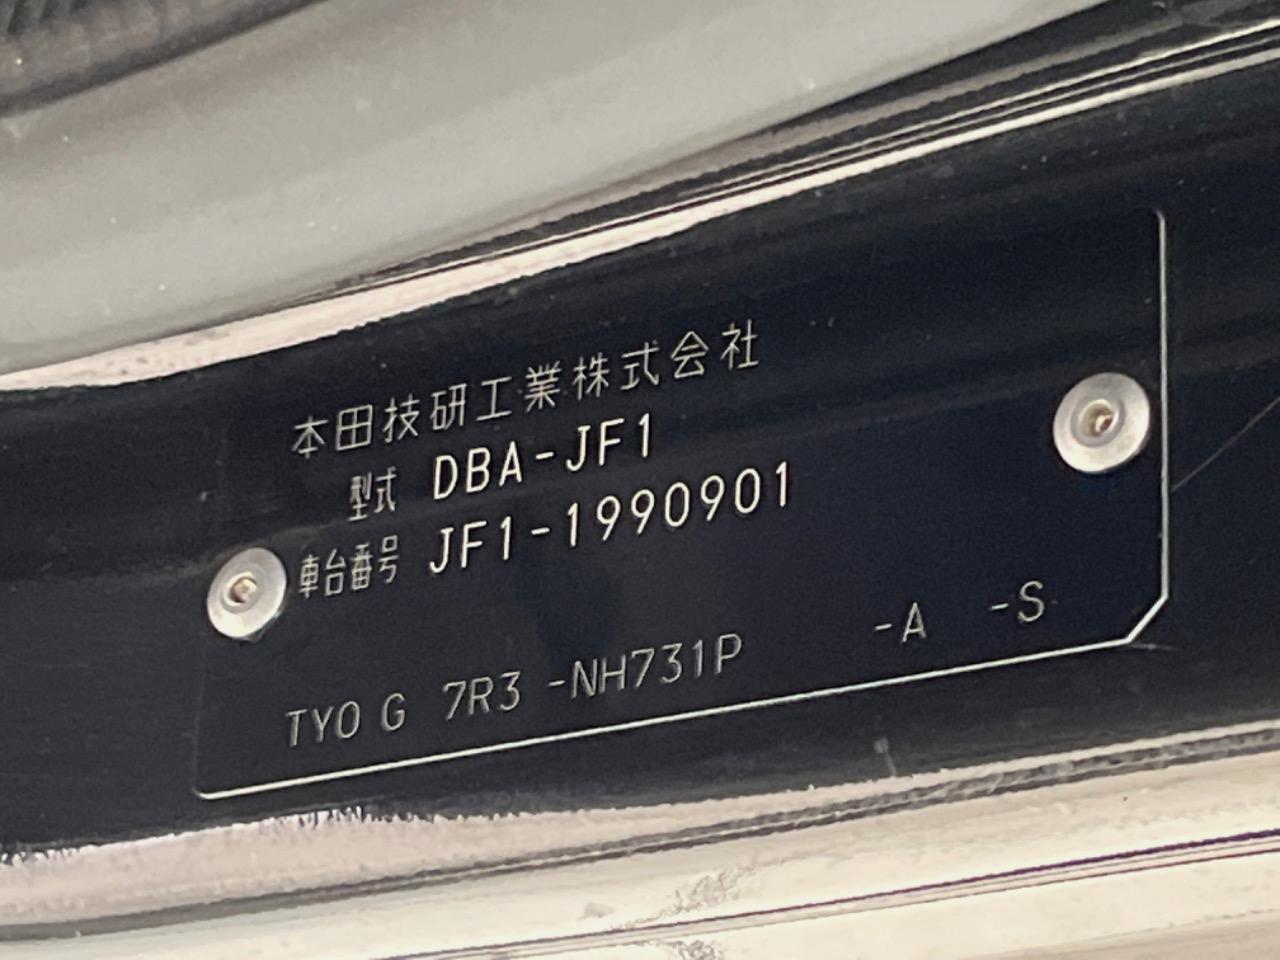 本田技研工業株式会社
型式 DBA-JF1
車台番号 JF1-1990901
TYO G 7R3 -NH731P -A -S